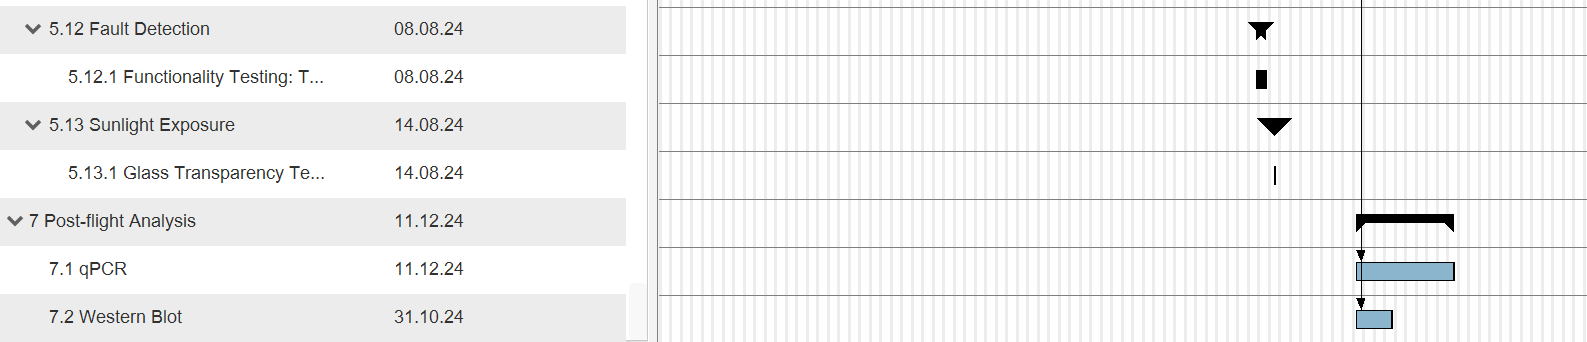 5.12 Fault Detection 08.08.24
5.12.1 Functionality Testing: T... 08.08.24
5.13 Sunlight Exposure 14.08.24
5.13.1 Glass Transparency Te... 14.08.24
7 Post-flight Analysis 11.12.24
7.1 qPCR 11.12.24
7.2 Western Blot 31.10.24